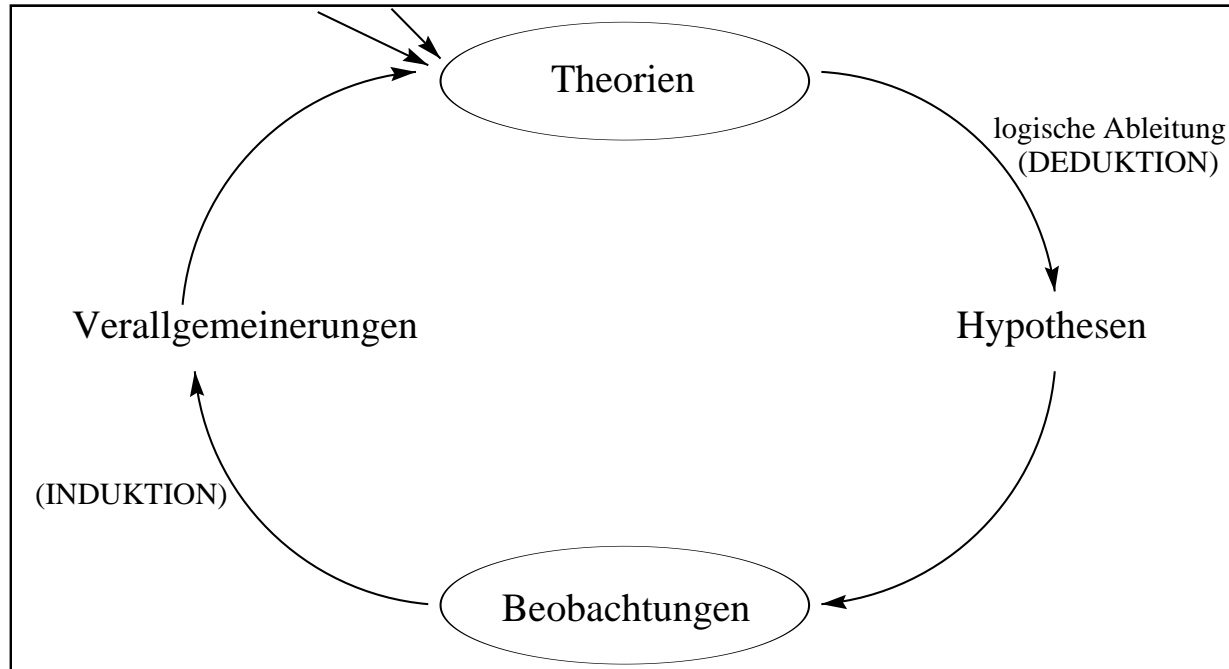 Theorien
logische Ableitung
(DEDUKTION)
Verallgemeinerungen
Hypothesen
(INDUKTION)
Beobachtungen